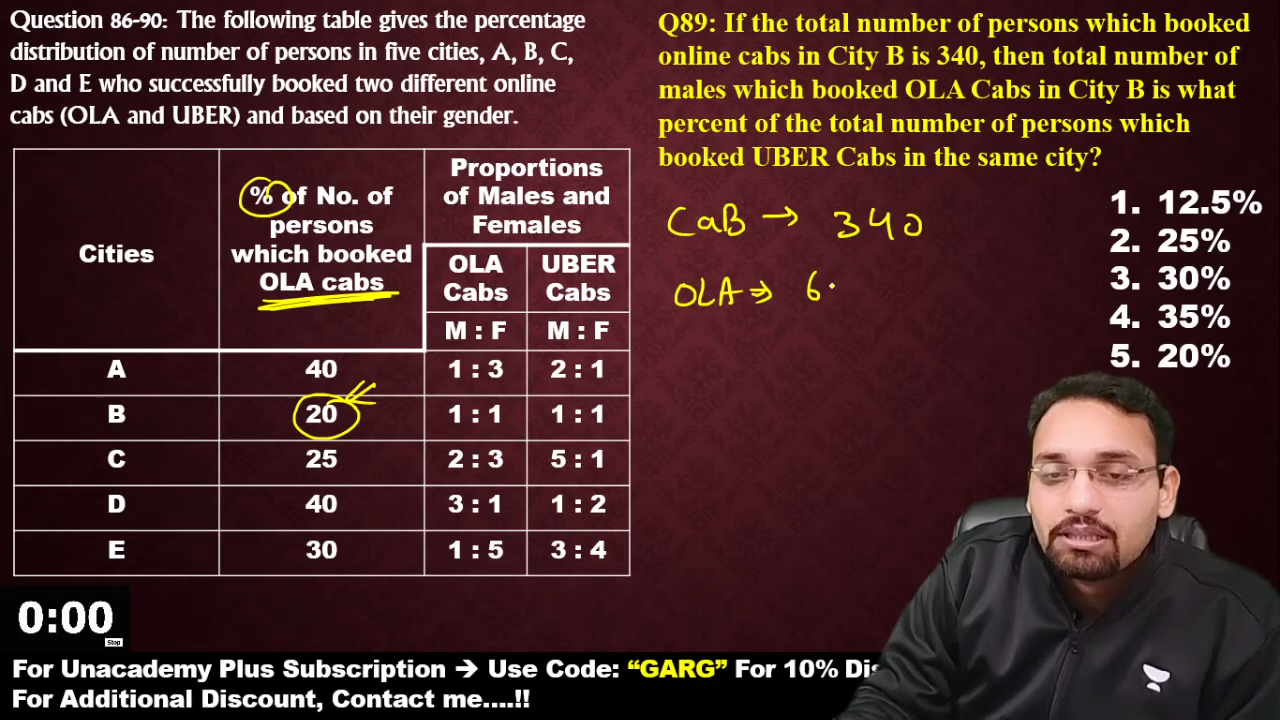 Question 86-90: The following table gives the percentage
distribution of number of persons in five cities, A, B, C,
D and E who successfully booked two different online
cabs (OLA and UBER) and based on their gender.
Cities
% of No. of
persons
which booked
OLA cabs
Proportions
of Males and
Females
OLA
Cabs
UBER
Cabs
M : F
M : F
A 40 1 : 3 2 : 1
B 20 1 : 1 1 : 1
C 25 2 : 3 5 : 1
D 40 3 : 1 1 : 2
E 30 1 : 5 3 : 4
Q89: If the total number of persons which booked
online cabs in City B is 340, then total number of
males which booked OLA Cabs in City B is what
percent of the total number of persons which
booked UBER Cabs in the same city?
1. 12.5%
2. 25%
3. 30%
4. 35%
5. 20%
CaB → 340
OLA ⇒ 6
0:00
Stop
For Unacademy Plus Subscription → Use Code: “GARG” For 10% Dis
For Additional Discount, Contact me....!!